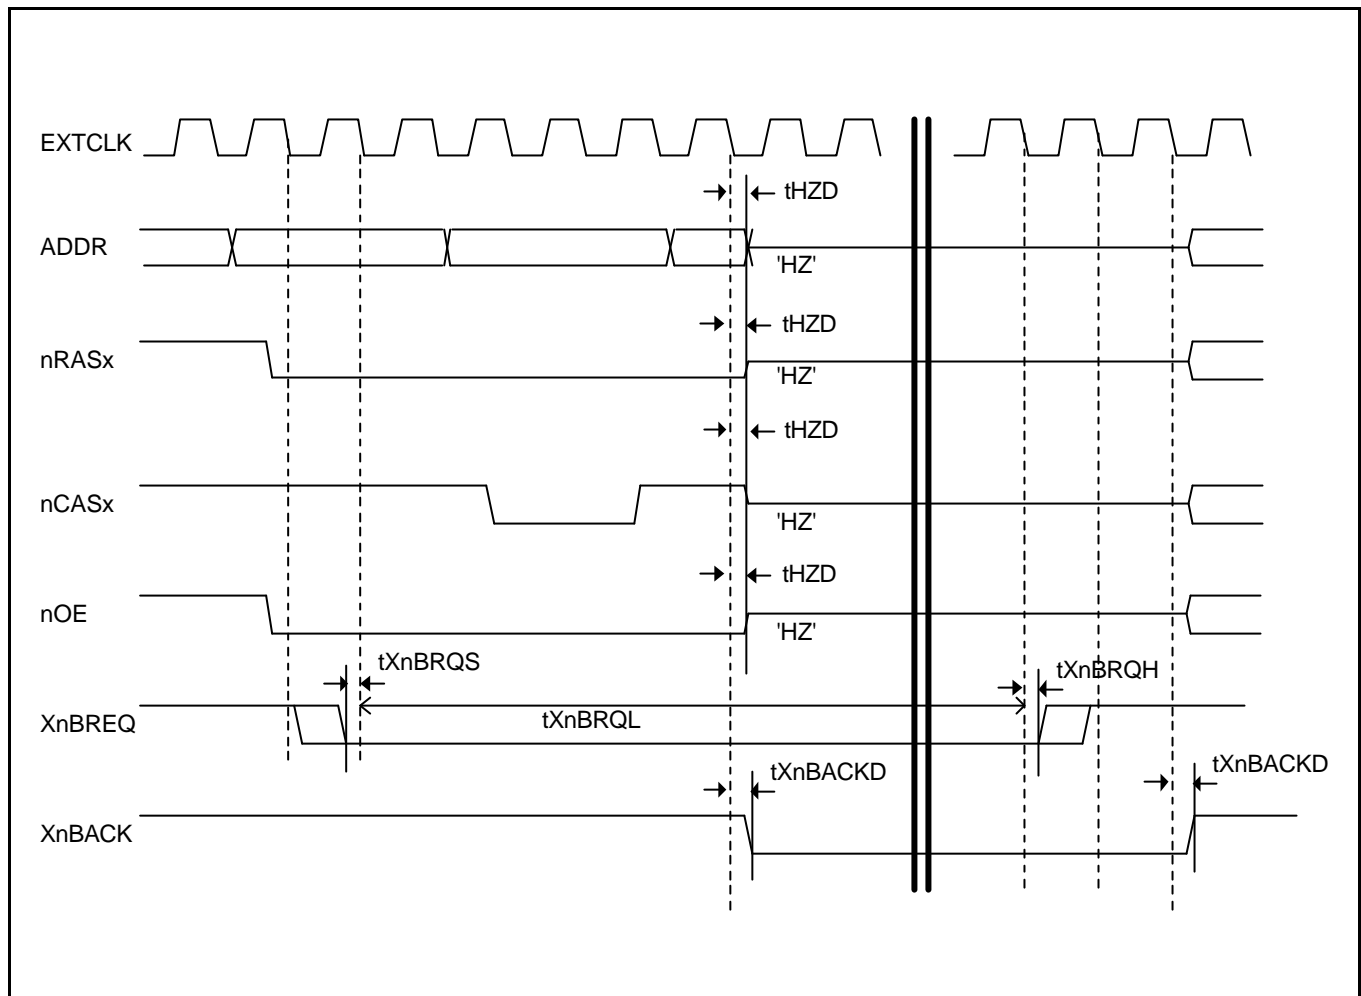 EXTCLK
tHZD
ADDR
'HZ'
tHZD
nRASx
'HZ'
tHZD
nCASx
'HZ'
tHZD
nOE
'HZ'
tXnBRQS
tXnBRQH
XnBREQ
tXnBRQL
tXnBACKD
tXnBACKD
XnBACK